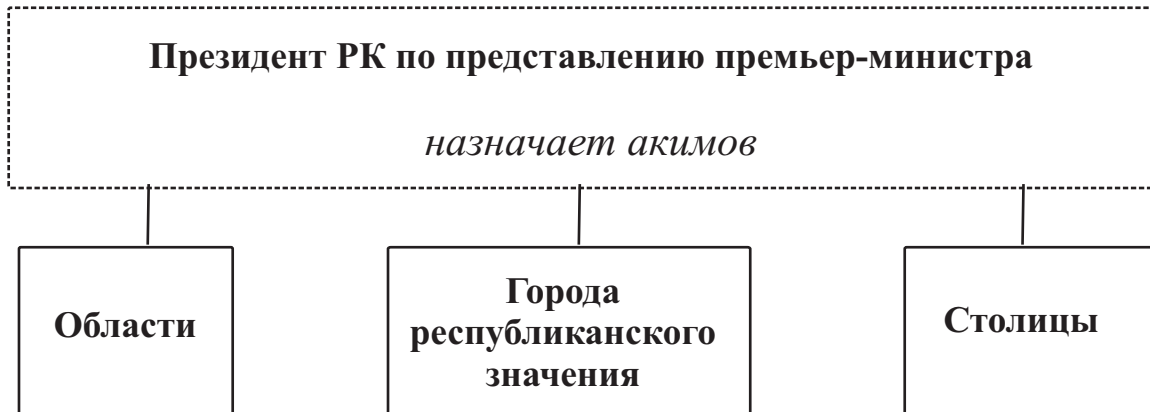 Президент РК по представлению премьер-министра
назначает акимов
Области
Города
республиканского
значения
Столицы